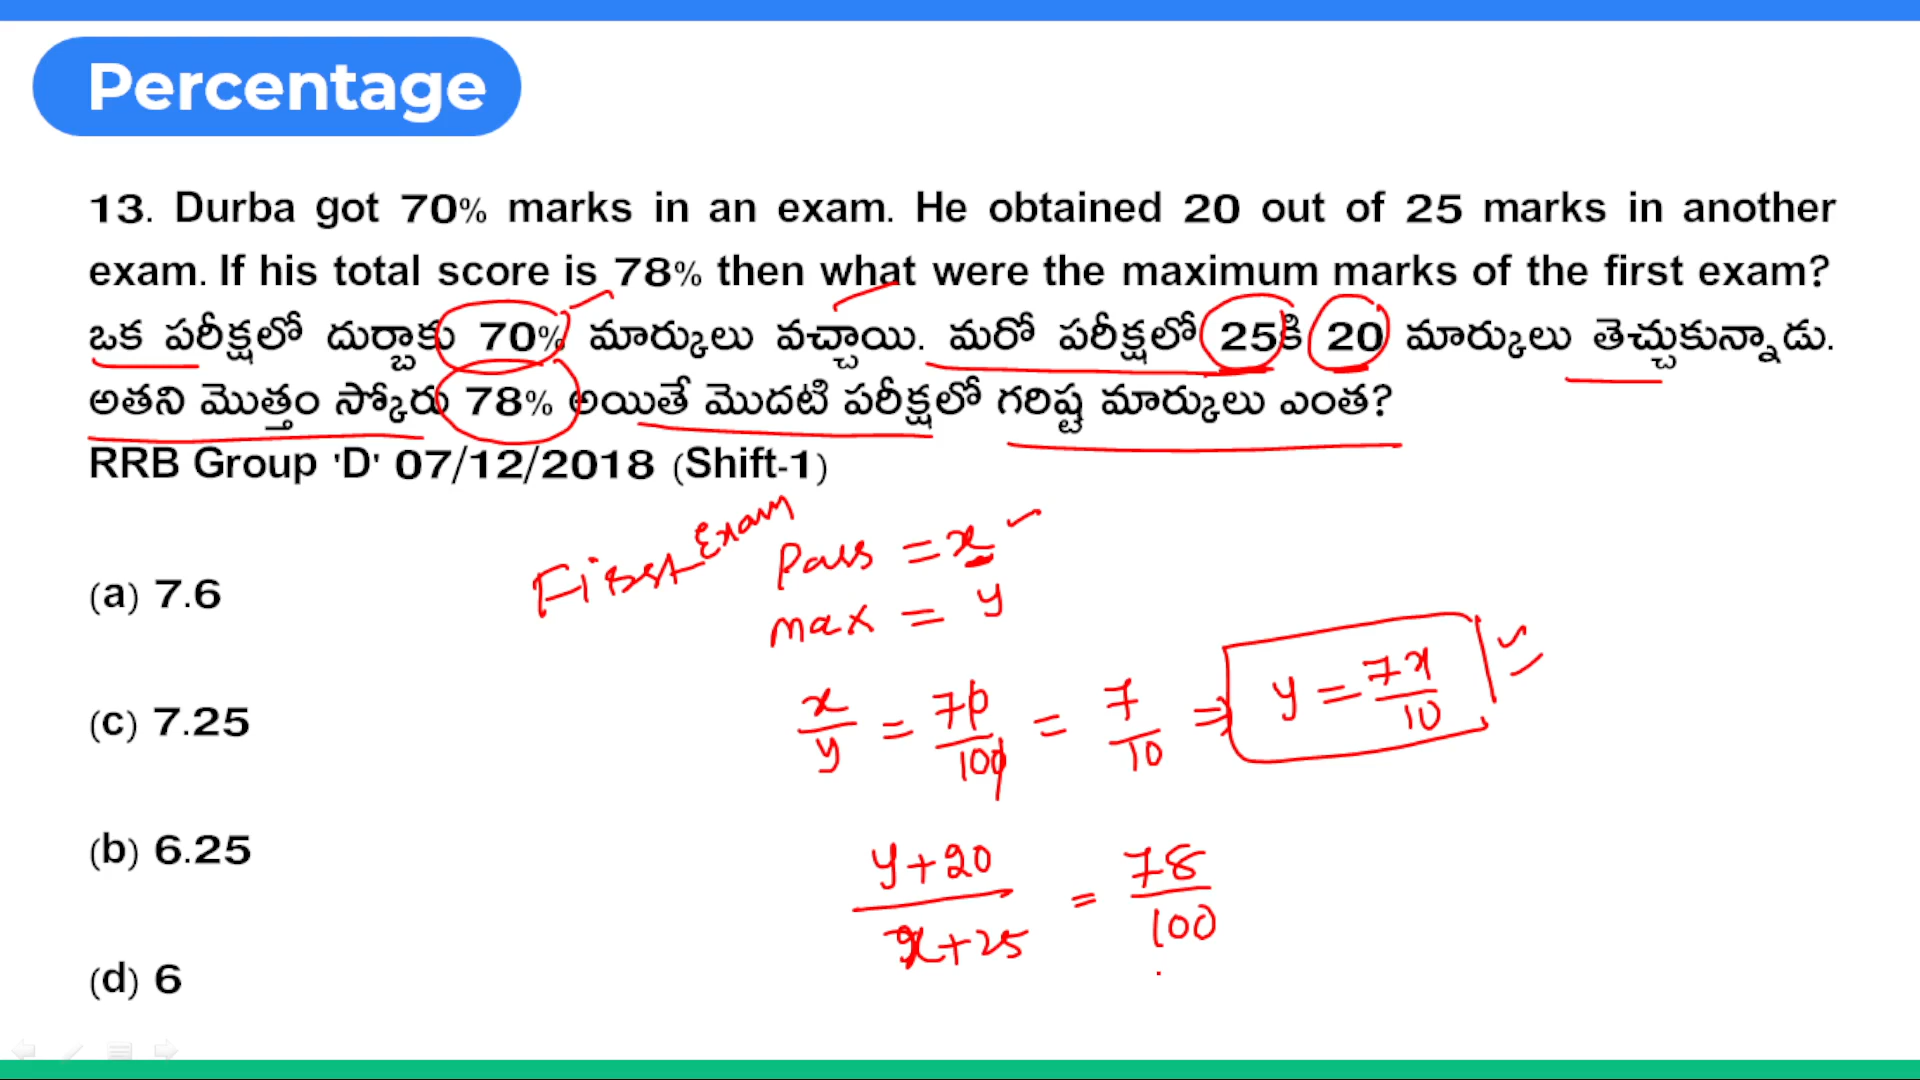 Percentage
13. Durba got 70% marks in an exam. He obtained 20 out of 25 marks in another
exam. If his total score is 78% then what were the maximum marks of the first exam?
ఒక పరీక్షలో దుర్భాకు 70% మార్కులు వచ్చాయి. మరో పరీక్షలో 25కి 20 మార్కులు తెచ్చుకున్నాడు.
అతని మొత్తం స్కోరు 78% అయితే మొదటి పరీక్షలో గరిష్ట మార్కులు ఎంత?
RRB Group 'D' 07/12/2018 (Shift-1)
First Exam
Pass = x
max = y
(a) 7.6
x/y = 70/100 = 7/10 ⇒ y = 7x/10
(c) 7.25
(b) 6.25
y+20/x+25 = 78/100
(d) 6